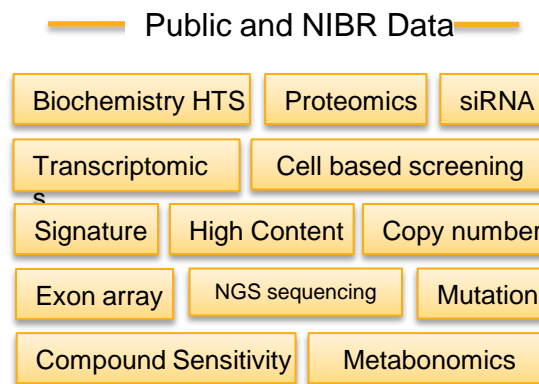 Public and NIBR Data
Biochemistry HTS Proteomics siRNA
Transcriptomic Cell based screening
s
Signature High Content Copy number
Exon array NGS sequencing Mutation
Compound Sensitivity Metabonomics